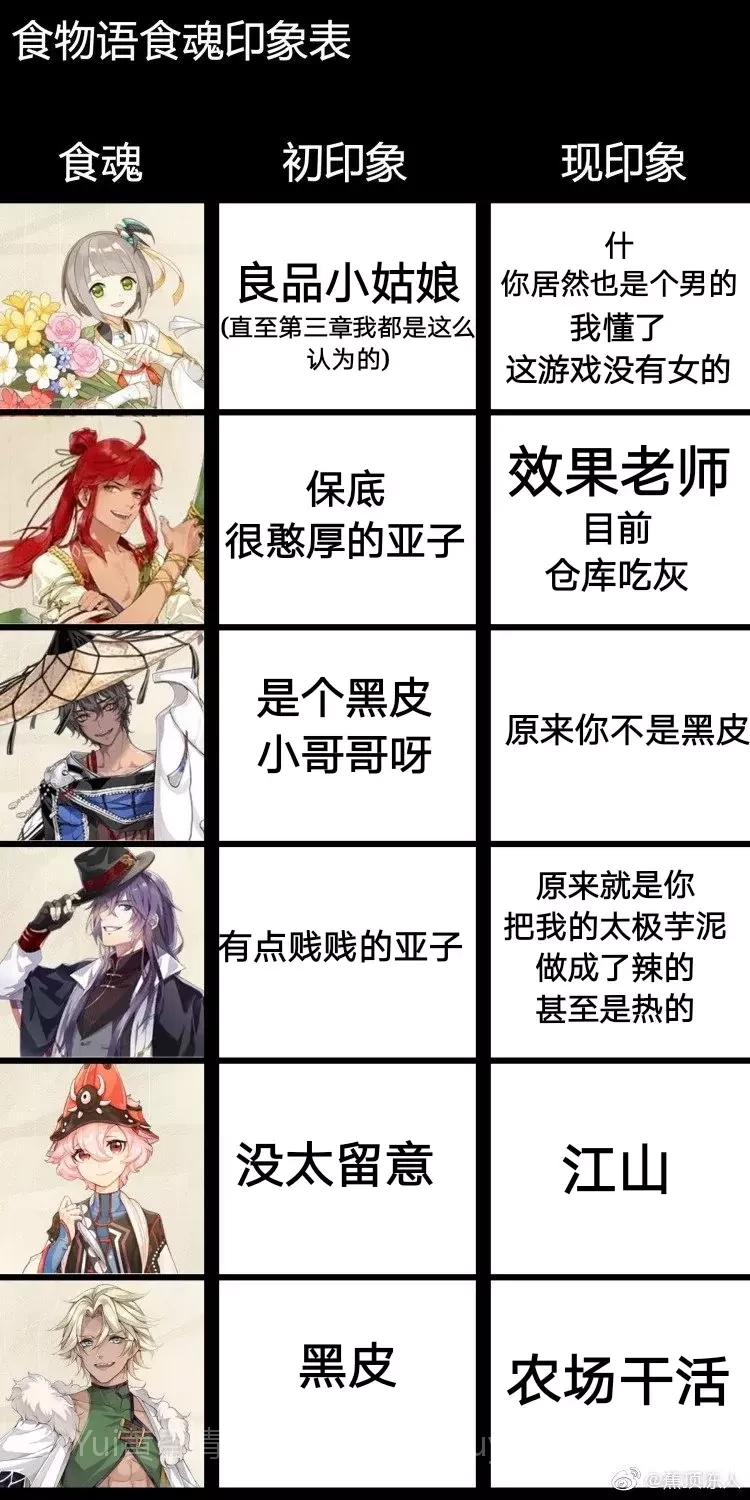 食物语食魂印象表
食魂 初印象 现印象
良品小姑娘
(直至第三章我都是这么
认为的)
什
你居然也是个男的
我懂了
这游戏没有女的
保底
很憨厚的亚子
效果老师
目前
仓库吃灰
是个黑皮
小哥哥呀
原来你不是黑皮
有点贱贱的亚子
原来就是你
把我的太极芋泥
做成了辣的
甚至是热的
没太留意
江山
黑皮
农场干活
@蕉顶冻人